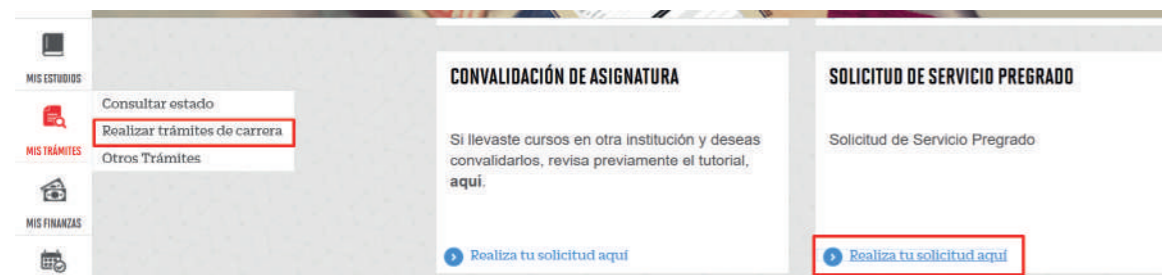 MIS ESTUDIOS
MIS TRÁMITES
MIS FINANZAS
Consultar estado
Realizar trámites de carrera
Otros Trámites
CONVALIDACIÓN DE ASIGNATURA
Si llevaste cursos en otra institución y deseas
convalidarlos, revisa previamente el tutorial,
aquí.
Realiza tu solicitud aquí
SOLICITUD DE SERVICIO PREGRADO
Solicitud de Servicio Pregrado
Realiza tu solicitud aquí